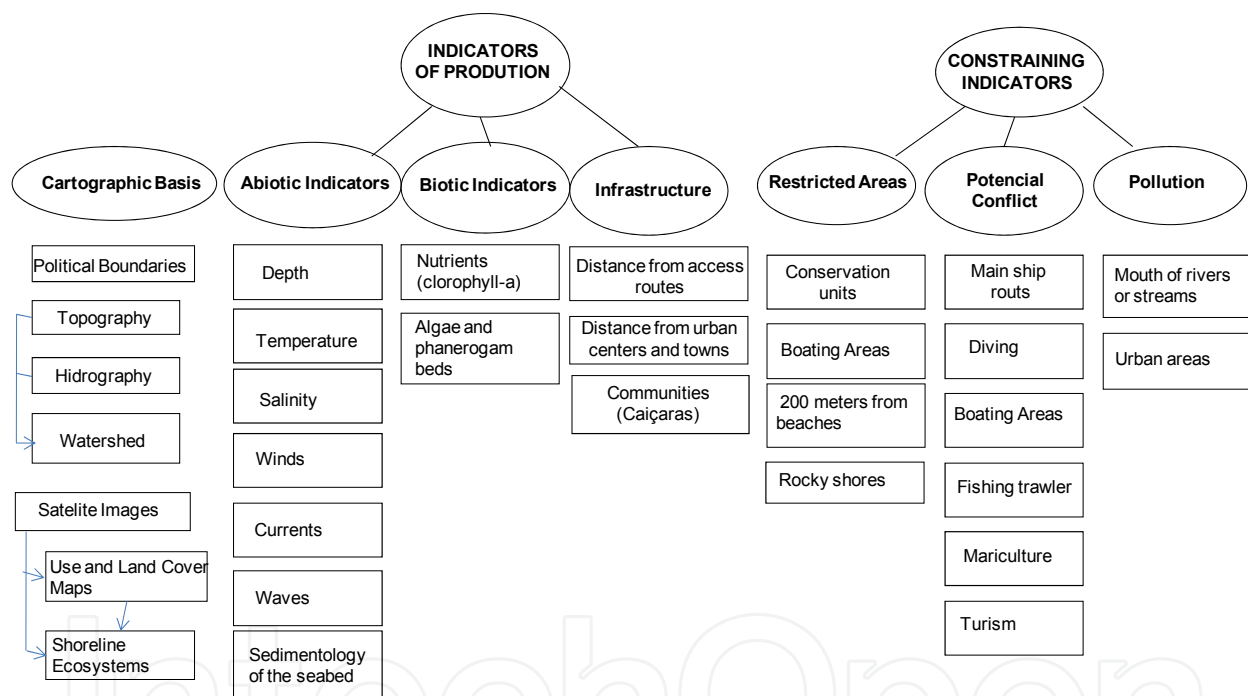 INDICATORS
OF PRODUTION
CONSTRAINING
INDICATORS
Cartographic Basis
Abiotic Indicators
Biotic Indicators
Infrastructure
Restricted Areas
Potencial
Conflict
Pollution
Political Boundaries
Topography
Hidrography
Watershed
Satelite Images
Use and Land Cover
Maps
Shoreline
Ecosystems
Depth
Temperature
Salinity
Winds
Currents
Waves
Sedimentology
of the seabed
Nutrients
(clorophyll-a)
Algae and
phanerogam
beds
Distance from access
routes
Distance from urban
centers and towns
Communities
(Caiçaras)
Conservation
units
Boating Areas
200 meters from
beaches
Rocky shores
Main ship
routs
Diving
Boating Areas
Fishing trawler
Mariculture
Turism
Mouth of rivers
or streams
Urban areas
IntechOpen